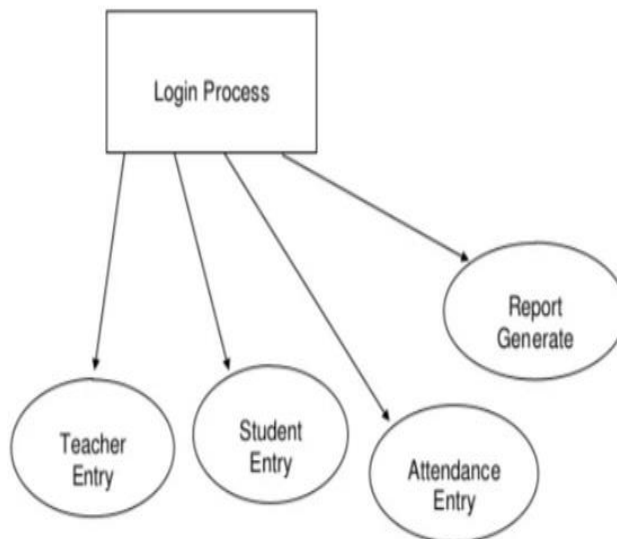 Login Process
Report
Generate
Teacher
Entry
Student
Entry
Attendance
Entry